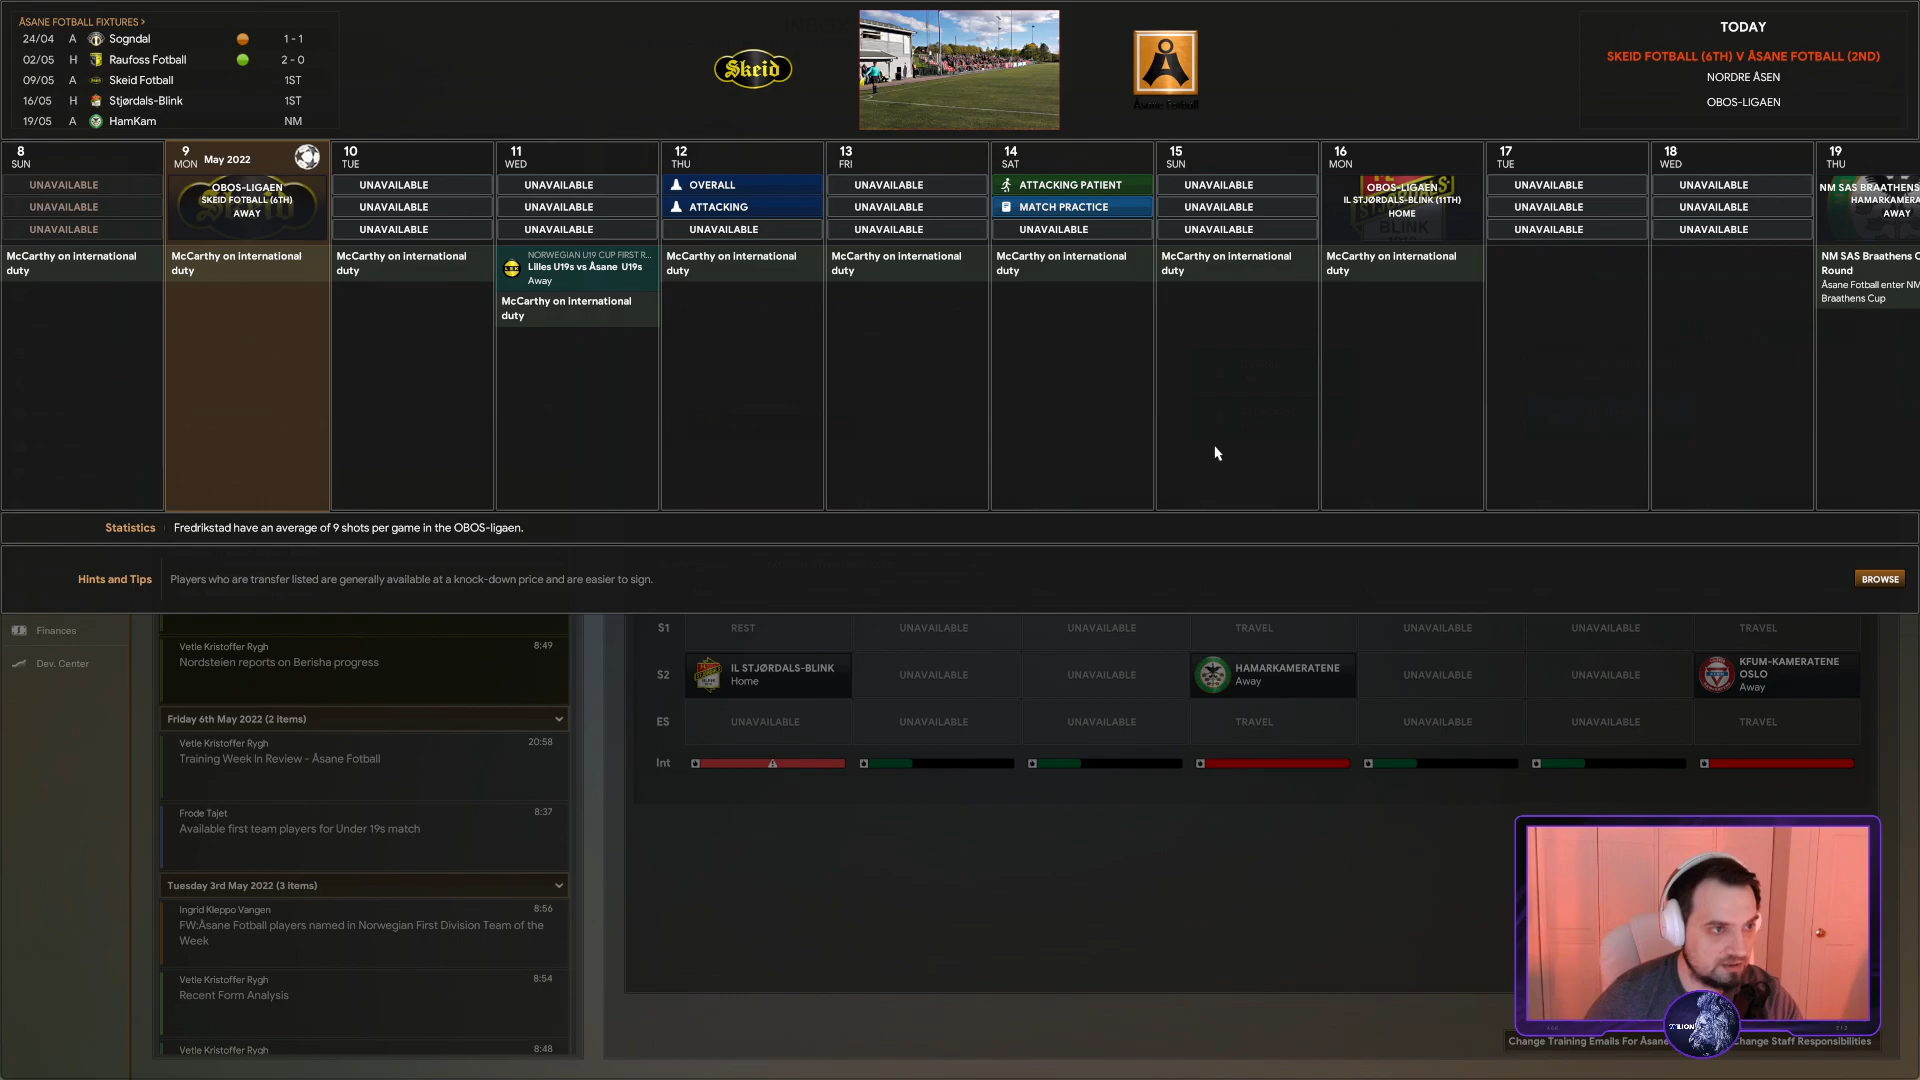 ÅSANE FOTBALL FIXTURES >
24/04 A Sogndal 1 - 1
02/05 H Raufoss Fotball 2 - 0
09/05 A Skeid Fotball 1ST
16/05 H Stjørdals-Blink 1ST
19/05 A HamKam NM
Skeid
Åsane Fotball
TODAY
SKEID FOTBALL (6TH) V ÅSANE FOTBALL (2ND)
NORDRE ÅSEN
OBOS-LIGAEN
8 SUN
UNAVAILABLE
UNAVAILABLE
UNAVAILABLE
McCarthy on international
duty
9 MON May 2022
OBOS-LIGAEN
SKEID FOTBALL (6TH)
AWAY
McCarthy on international
duty
10 TUE
UNAVAILABLE
UNAVAILABLE
UNAVAILABLE
McCarthy on international
duty
11 WED
UNAVAILABLE
UNAVAILABLE
UNAVAILABLE
NORWEGIAN U19 CUP FIRST R...
Lilles U19s vs Åsane U19s
Away
McCarthy on international
duty
12 THU
OVERALL
ATTACKING
UNAVAILABLE
McCarthy on international
duty
13 FRI
UNAVAILABLE
UNAVAILABLE
UNAVAILABLE
McCarthy on international
duty
14 SAT
ATTACKING PATIENT
MATCH PRACTICE
UNAVAILABLE
McCarthy on international
duty
15 SUN
UNAVAILABLE
UNAVAILABLE
UNAVAILABLE
McCarthy on international
duty
16 MON
OBOS-LIGAEN
IL STJØRDALS-BLINK (11TH)
HOME
McCarthy on international
duty
17 TUE
UNAVAILABLE
UNAVAILABLE
UNAVAILABLE
18 WED
UNAVAILABLE
UNAVAILABLE
UNAVAILABLE
19 THU
NM SAS BRAATHENS
HAMARKAMERA
AWAY
NM SAS Braathens C
Round
Åsane Fotball enter NM
Braathens Cup
Statistics Fredrikstad have an average of 9 shots per game in the OBOS-ligaen.
Hints and Tips Players who are transfer listed are generally available at a knock-down price and are easier to sign.
BROWSE
Finances
Dev. Center
Vetle Kristoffer Rygh 8:49
Nordsteien reports on Berisha progress
Friday 6th May 2022 (2 items)
Vetle Kristoffer Rygh 20:58
Training Week In Review - Åsane Fotball
Frode Tajet 8:37
Available first team players for Under 19s match
Tuesday 3rd May 2022 (3 items)
Ingrid Kleppo Vangen 8:56
FW:Åsane Fotball players named in Norwegian First Division Team of the
Week
Vetle Kristoffer Rygh 8:54
Recent Form Analysis
Vetle Kristoffer Rygh 8:48
S1 REST UNAVAILABLE UNAVAILABLE TRAVEL UNAVAILABLE UNAVAILABLE TRAVEL
S2 IL STJØRDALS-BLINK Home UNAVAILABLE UNAVAILABLE HAMARKAMERATENE Away UNAVAILABLE UNAVAILABLE KFUM-KAMERATENE OSLO Away
ES UNAVAILABLE UNAVAILABLE UNAVAILABLE TRAVEL UNAVAILABLE UNAVAILABLE TRAVEL
Int
Change Training Emails For Åsane
Change Staff Responsibilities